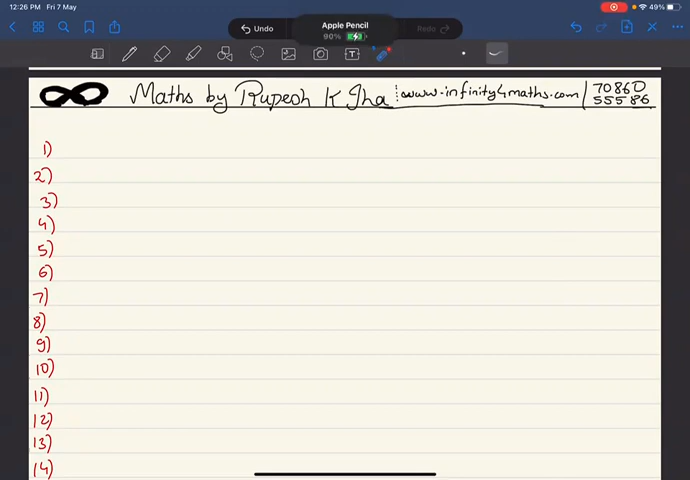 12:26 PM Fri 7 May
49%
Undo
Apple Pencil
90%
Redo
T
Maths by Rupesh K Jha www.infinity4maths.com 70860
55586
1)
2)
3)
4)
5)
6)
7)
8)
9)
10)
11)
12)
13)
14)